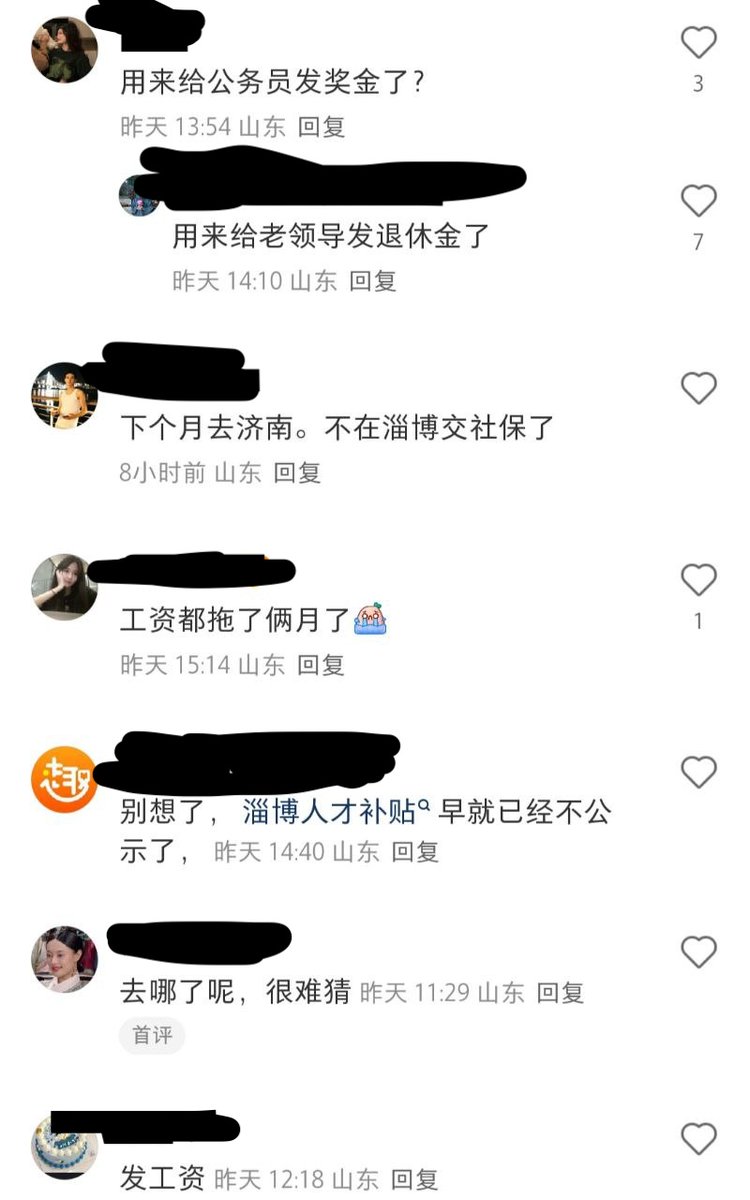 用来给公务员发奖金了？
3
昨天 13:54 山东 回复
用来给老领导发退休金了
7
昨天 14:10 山东 回复
下个月去济南。不在淄博交社保了
8小时前 山东 回复
工资都拖了俩月了
1
昨天 15:14 山东 回复
趣
别想了，淄博人才补贴 早就已经不公
示了， 昨天 14:40 山东 回复
去哪了呢，很难猜 昨天 11:29 山东 回复
首评
发工资 昨天 12:18 山东 回复